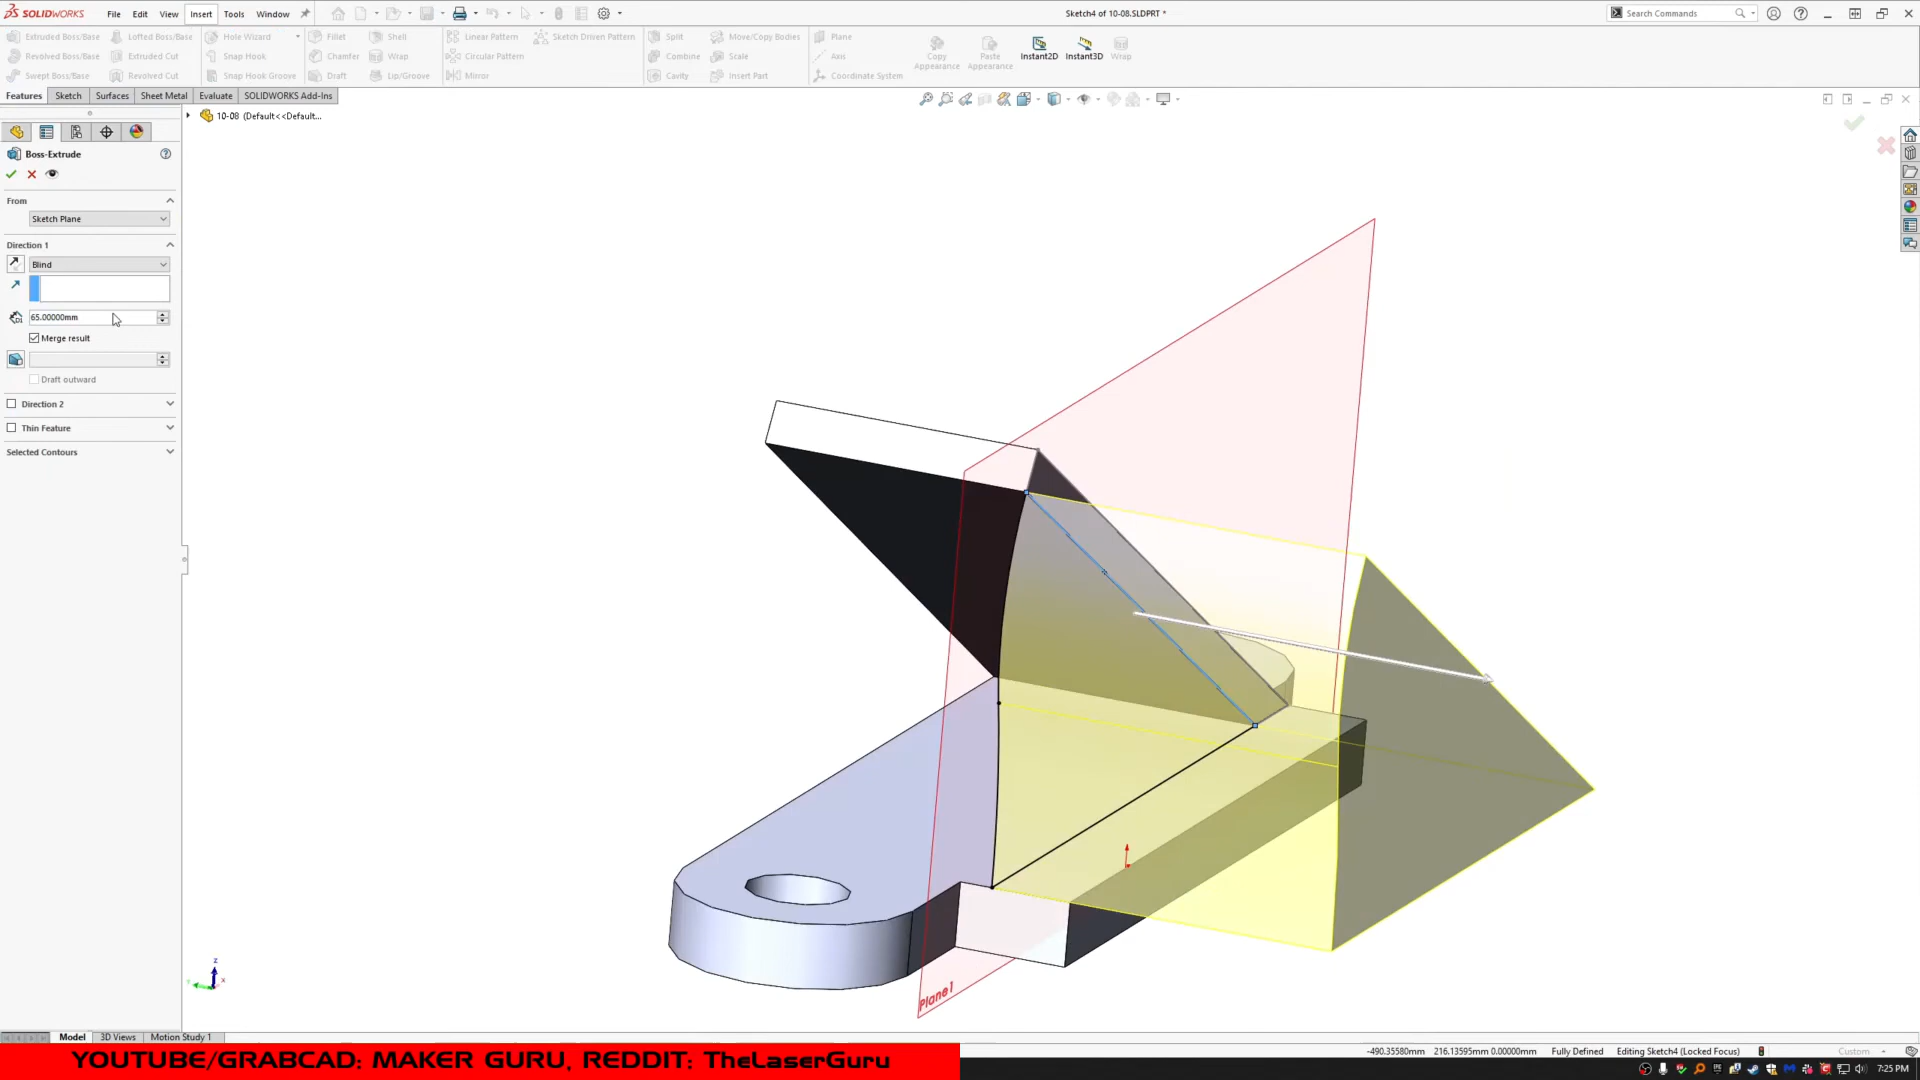 SOLIDWORKS File Edit View Insert Tools Window
Sketch4 of 10-08.SLDPRT *
Search Commands
Extruded Boss/Base Lofted Boss/Base Hole Wizard Fillet Shell Linear Pattern Sketch Driven Pattern Split Move/Copy Bodies Plane
Revolved Boss/Base Extruded Cut Snap Hook Chamfer Wrap Circular Pattern Combine Scale Axis
Swept Boss/Base Revolved Cut Snap Hook Groove Draft Lip/Groove Mirror Cavity Insert Part Coordinate System
Copy Appearance Paste Appearance Instant2D Instant3D Wrap
Features Sketch Surfaces Sheet Metal Evaluate SOLIDWORKS Add-Ins
10-08 (Default<<Default...
Boss-Extrude
From
Sketch Plane
Direction 1
Blind
65.00000mm
Merge result
Draft outward
Direction 2
Thin Feature
Selected Contours
Plane1
z
Y
x
Model 3D Views Motion Study 1
-490.35580mm 216.13595mm 0.00000mm Fully Defined Editing Sketch4 (Locked Focus) Custom
YOUTUBE/GRABCAD: MAKER GURU, REDDIT: TheLaserGuru
7:25 PM